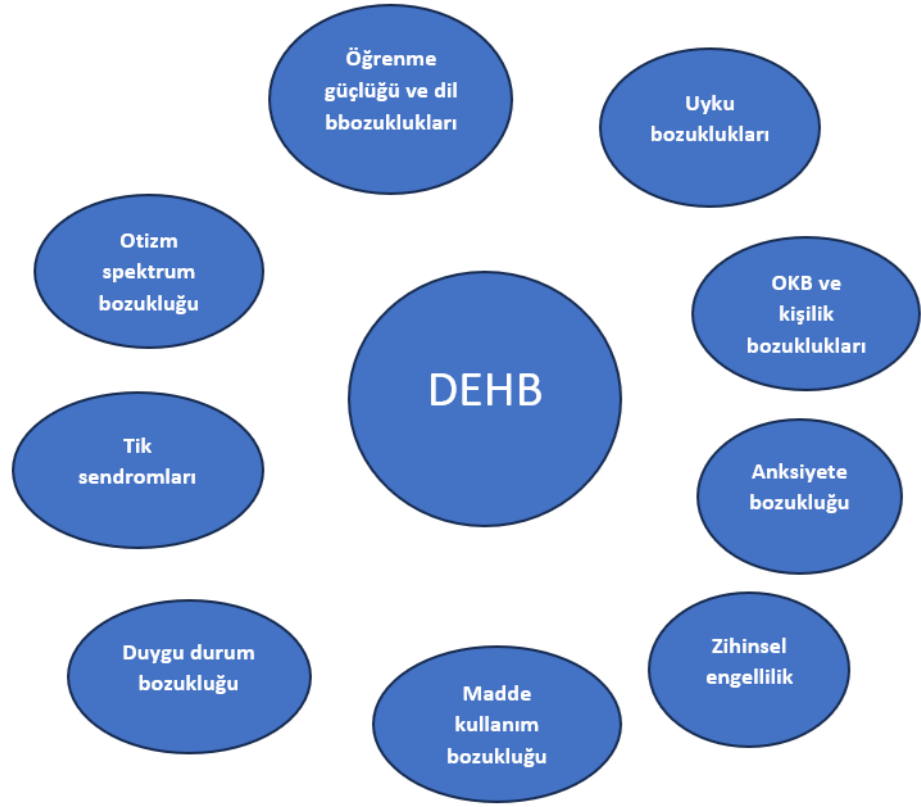 Öğrenme
güçlüğü ve dil
bbozuklukları
Uyku
bozuklukları
Otizm
spektrum
bozukluğu
OKB ve
kişilik
bozuklukları
DEHB
Tik
sendromları
Anksiyete
bozukluğu
Duygu durum
bozukluğu
Zihinsel
engellilik
Madde
kullanım
bozukluğu